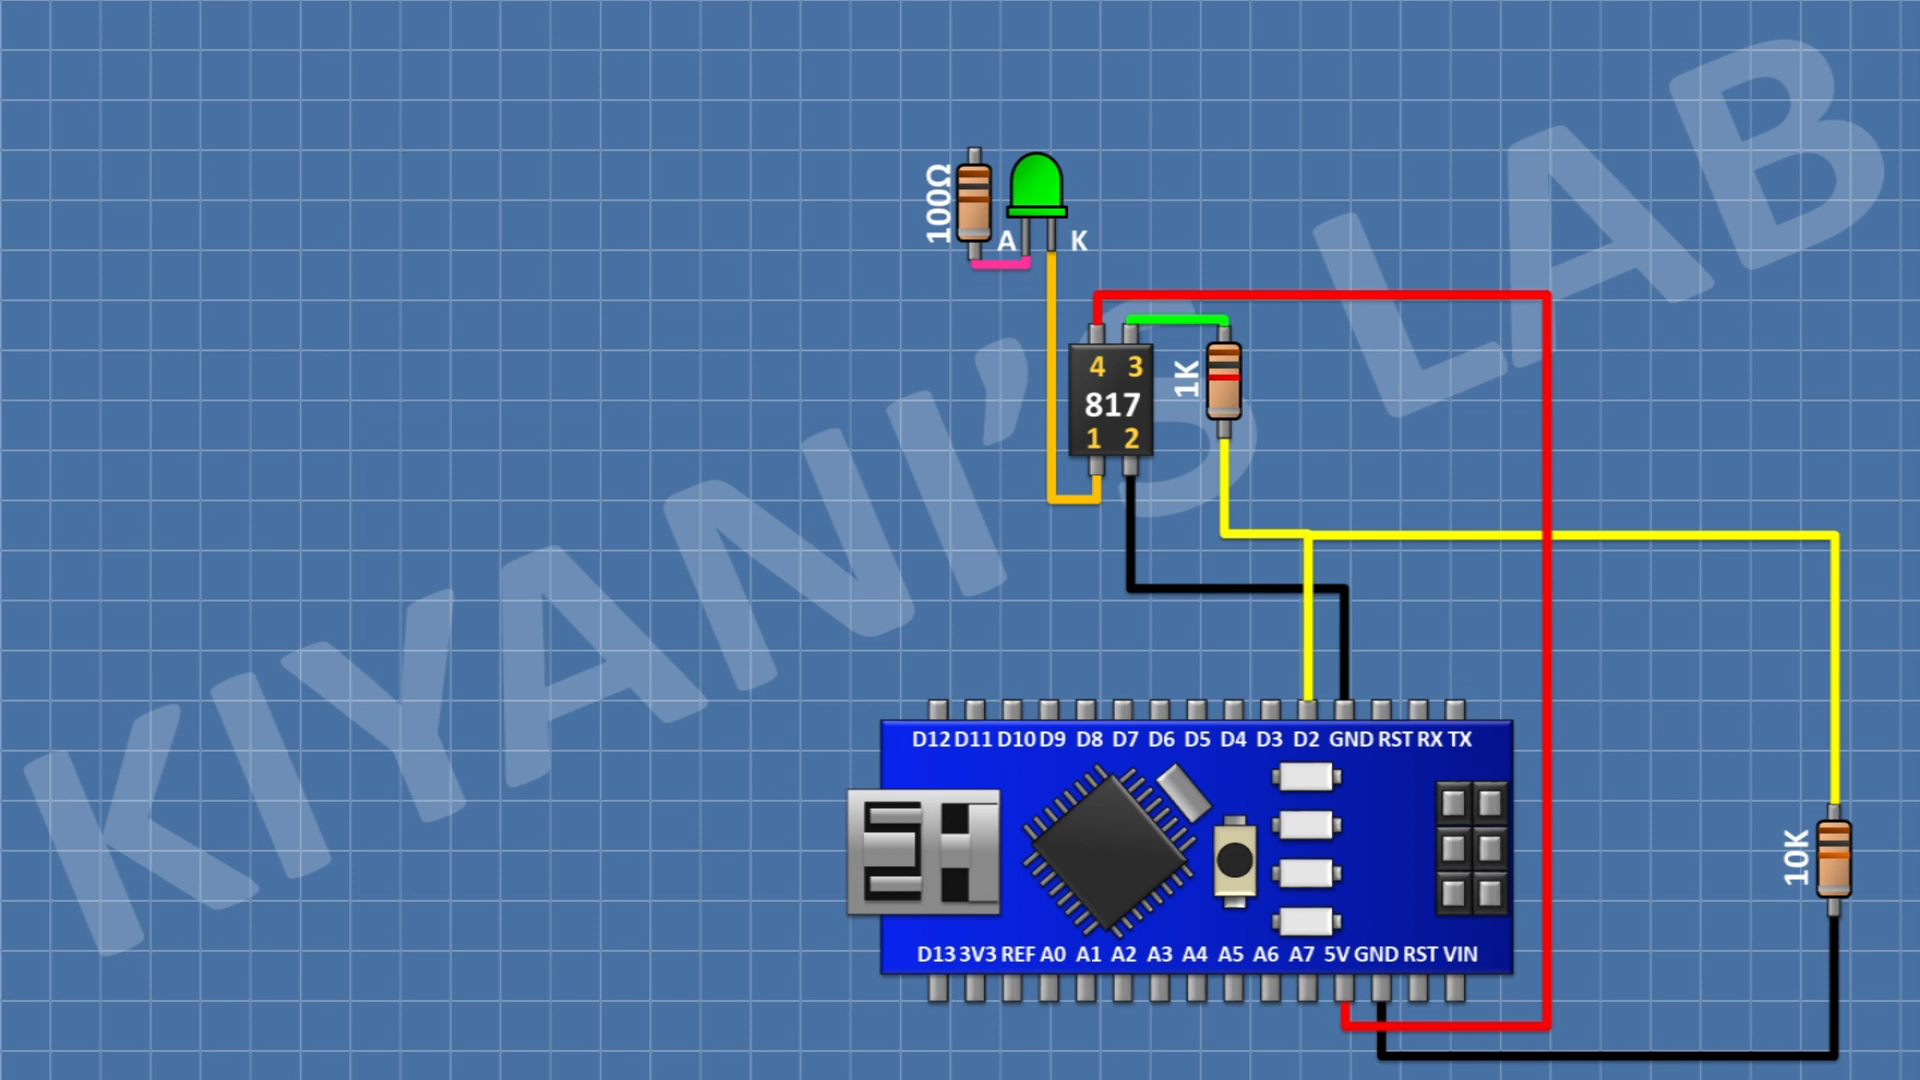 KIYANI'S LAB
100Ω
A K
4 3
817
1 2
1K
D12 D11 D10 D9 D8 D7 D6 D5 D4 D3 D2 GND RST RX TX
10K
D13 3V3 REF A0 A1 A2 A3 A4 A5 A6 A7 5V GND RST VIN